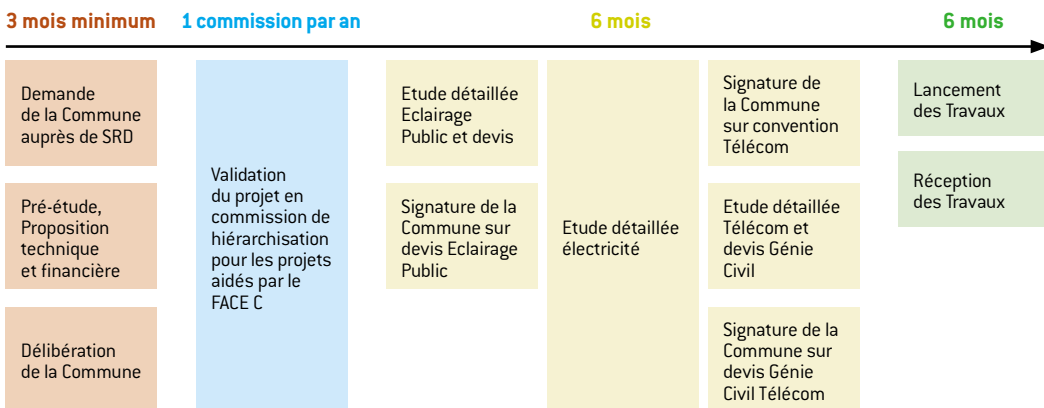 3 mois minimum
1 commission par an
6 mois
6 mois
Demande
de la Commune
auprès de SRD
Pré-étude,
Proposition
technique
et financière
Délibération
de la Commune
Validation
du projet en
commission de
hiérarchisation
pour les projets
aidés par le
FACE C
Etude détaillée
Eclairage
Public et devis
Signature de la
Commune sur
devis Eclairage
Public
Etude détaillée
électricité
Signature de
la Commune
sur convention
Télécom
Etude détaillée
Télécom et
devis Génie
Civil
Signature de la
Commune sur
devis Génie
Civil Télécom
Lancement
des Travaux
Réception
des Travaux